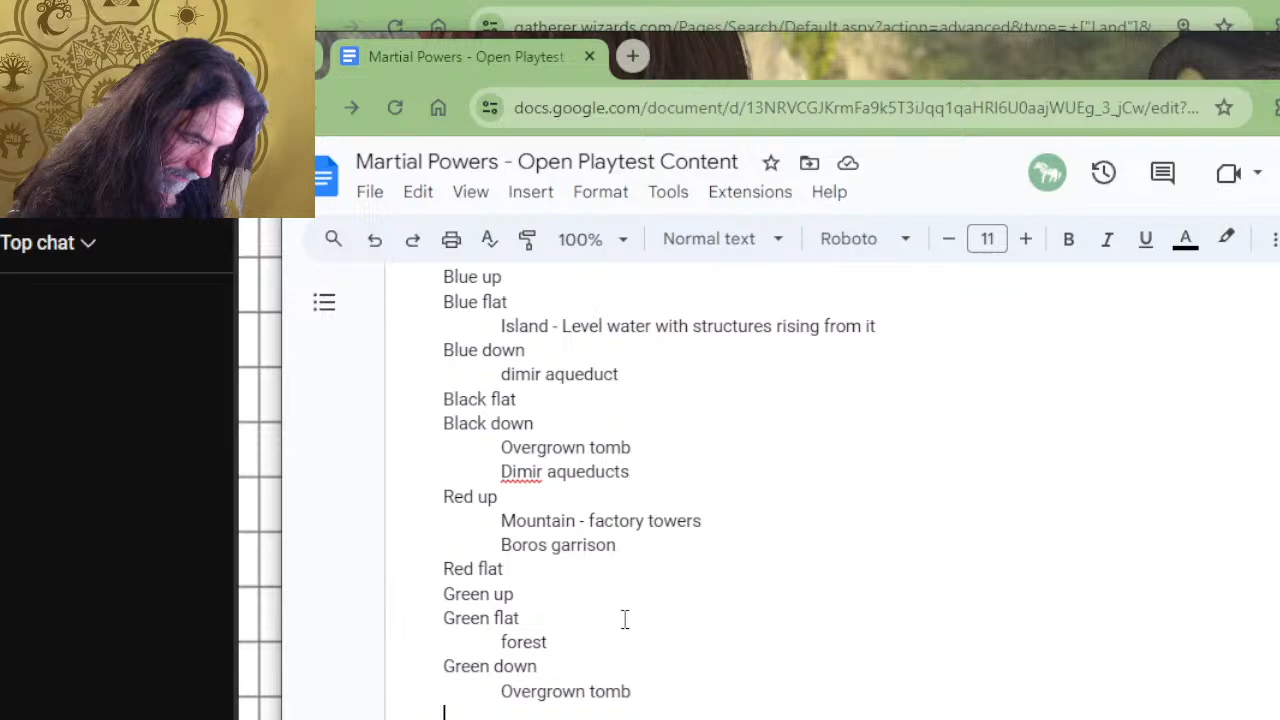 gatherer.wizards.com/Pages/Search/Default.aspx?action=advanced&type=+["Land"]&
Martial Powers - Open Playtest
docs.google.com/document/d/13NRVCGJKrmFa9k5T3iJqq1qaHRI6U0aajWUEg_3_jCw/edit?...
Martial Powers - Open Playtest Content
File Edit View Insert Format Tools Extensions Help
100% Normal text Roboto 11 B I U A
Top chat
Blue up
Blue flat
Island - Level water with structures rising from it
Blue down
dimir aqueduct
Black flat
Black down
Overgrown tomb
Dimir aqueducts
Red up
Mountain - factory towers
Boros garrison
Red flat
Green up
Green flat
forest
Green down
Overgrown tomb